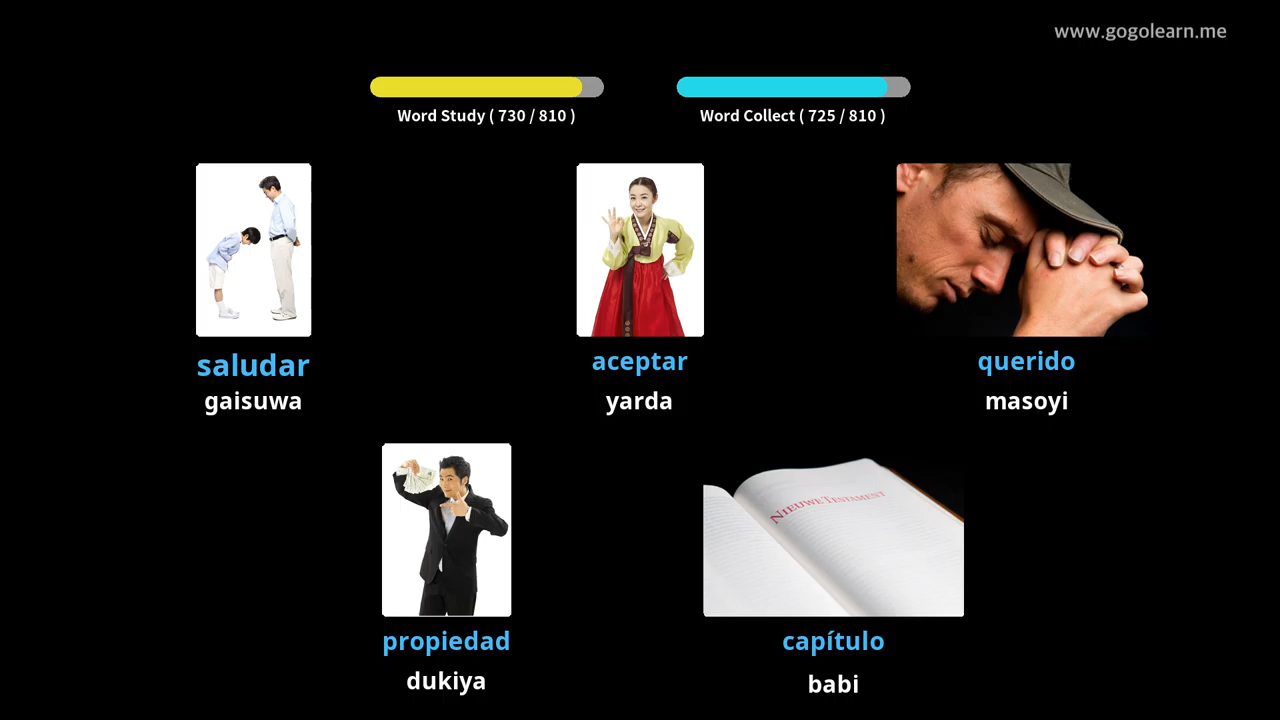 www.gogolearn.me
Word Study ( 730 / 810 )
Word Collect ( 725 / 810 )
saludar
gaisuwa
aceptar
yarda
querido
masoyi
NIEUWE TESTAMENT
propiedad
dukiya
capítulo
babi